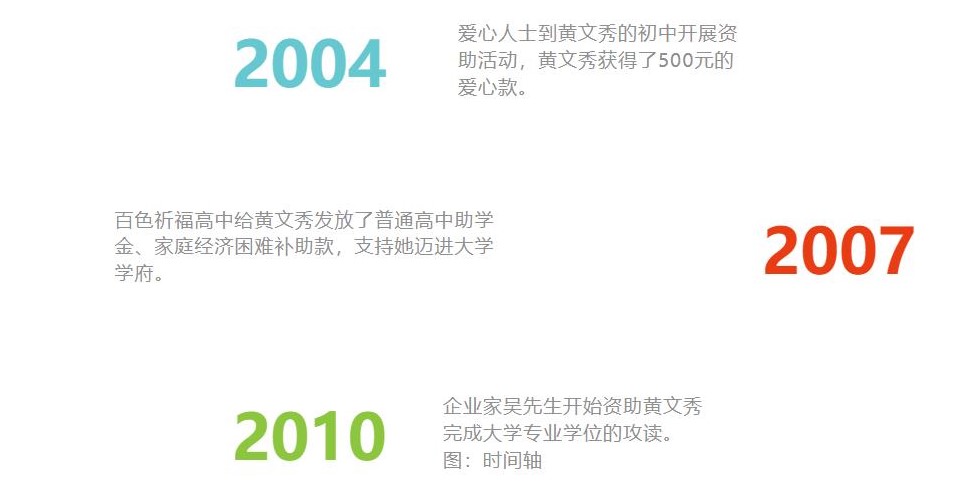 2004
爱心人士到黄文秀的初中开展资
助活动，黄文秀获得了500元的
爱心款。
百色祈福高中给黄文秀发放了普通高中助学
金、家庭经济困难补助款，支持她迈进大学
学府。
2007
2010
企业家吴先生开始资助黄文秀
完成大学专业学位的攻读。
图：时间轴